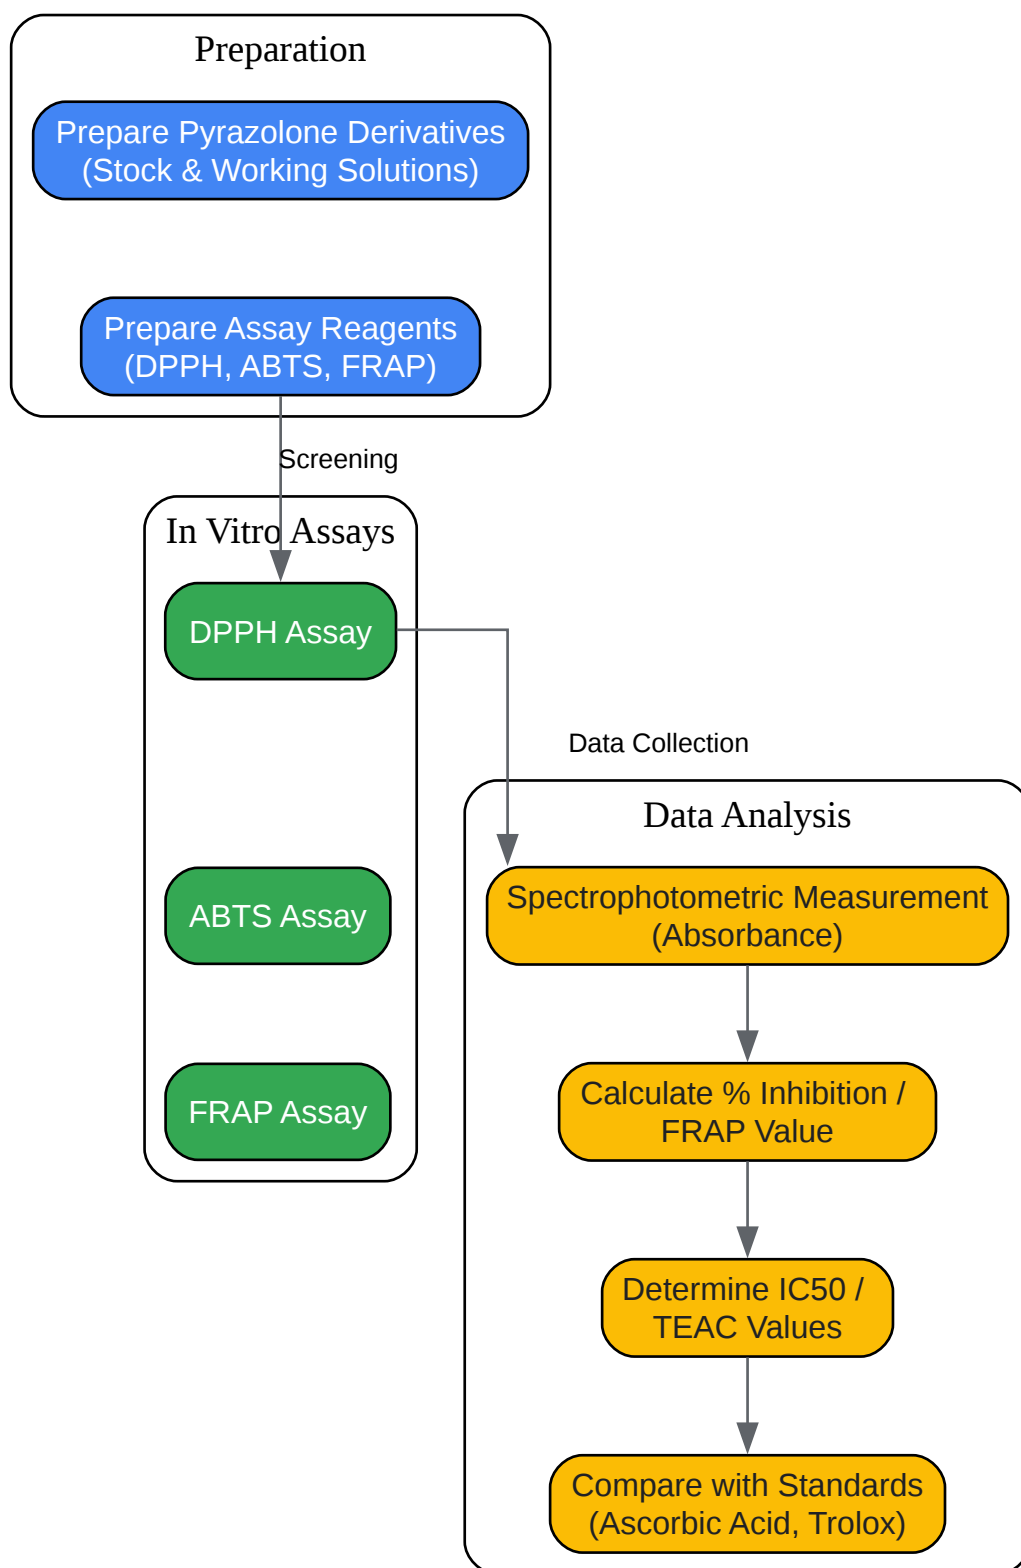 Preparation
Prepare Pyrazolone Derivatives
(Stock & Working Solutions)
Prepare Assay Reagents
(DPPH, ABTS, FRAP)
Screening
In Vitro Assays
DPPH Assay
Data Collection
Data Analysis
Spectrophotometric Measurement
(Absorbance)
ABTS Assay
Calculate % Inhibition /
FRAP Value
FRAP Assay
Determine IC50 /
TEAC Values
Compare with Standards
(Ascorbic Acid, Trolox)